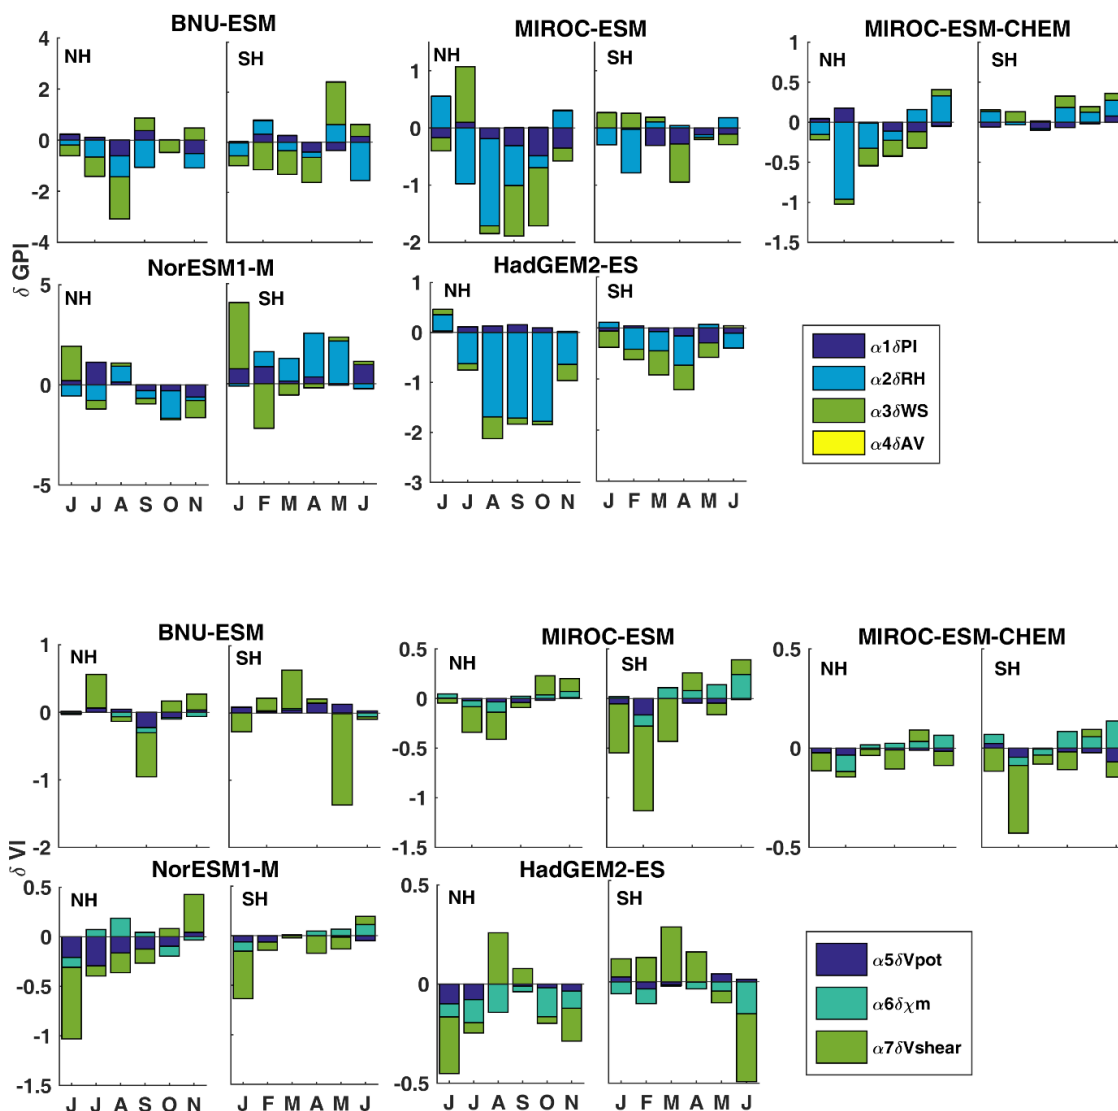 BNU-ESM
MIROC-ESM
MIROC-ESM-CHEM
4
2
0
-2
-4
NH
SH
1
0
-1
-2
NH
SH
1
0.5
0
-0.5
-1
-1.5
NH
SH
δ GPI
NorESM1-M
HadGEM2-ES
5
0
-5
NH
SH
J J A S O N
J F M A M J
1
0
-1
-2
-3
NH
SH
J J A S O N
J F M A M J
α1δPI
α2δRH
α3δWS
α4δAV
BNU-ESM
MIROC-ESM
MIROC-ESM-CHEM
1
0
-1
-2
NH
SH
0.5
0
-0.5
-1
-1.5
NH
SH
0.5
0
-0.5
NH
SH
δ VI
NorESM1-M
HadGEM2-ES
0.5
0
-0.5
-1
-1.5
NH
SH
J J A S O N
J F M A M J
0.5
0
-0.5
NH
SH
J J A S O N
J F M A M J
α5δVpot
α6δχm
α7δVshear